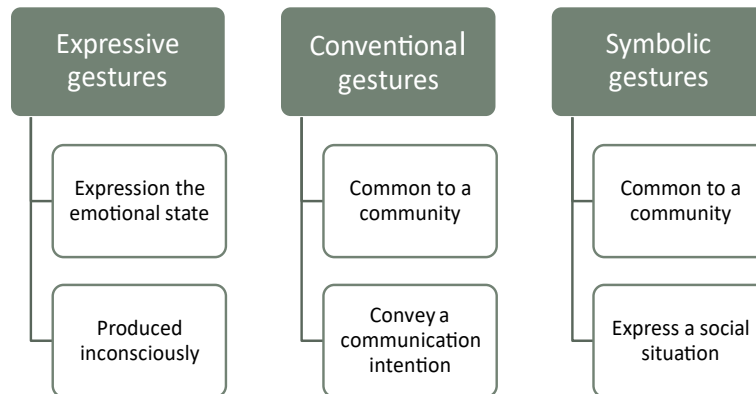 Expressive
gestures
Expression the
emotional state
Produced
inconsciously
Conventional
gestures
Common to a
community
Convey a
communication
intention
Symbolic
gestures
Common to a
community
Express a social
situation